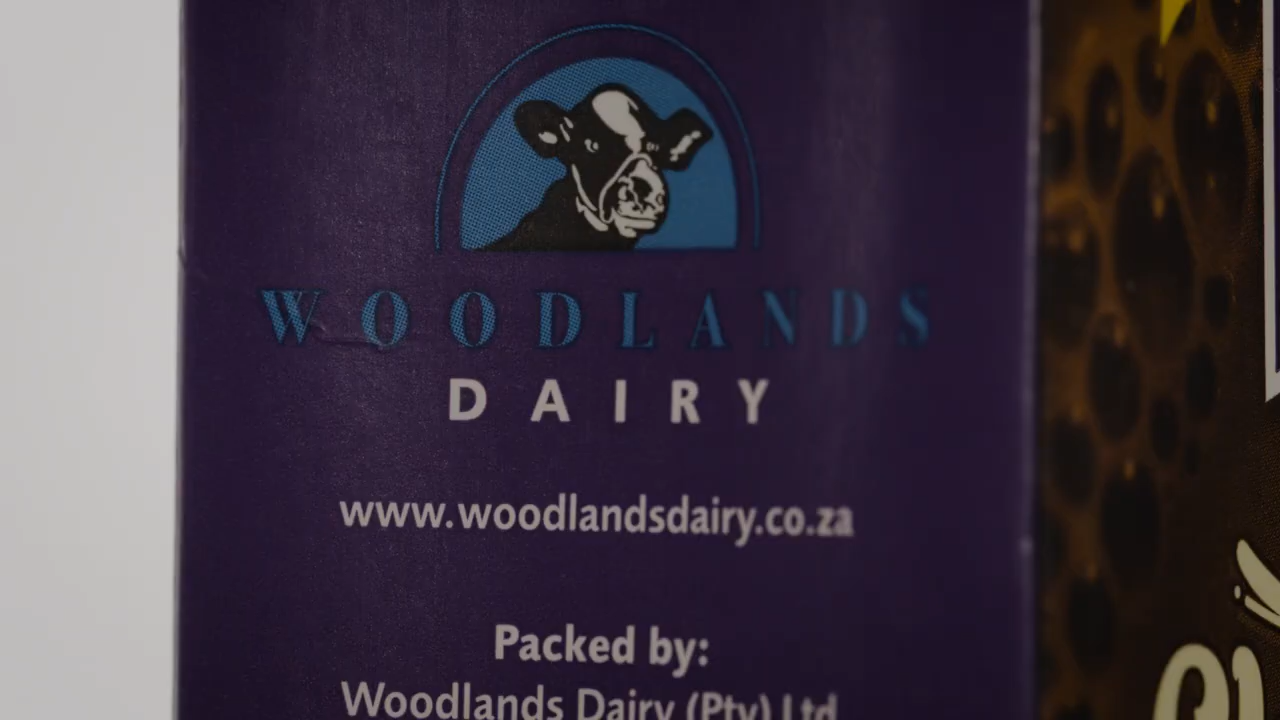 WOODLANDS
DAIRY
www.woodlandsdairy.co.za
Packed by:
Woodlands Dairy (Pty) Ltd